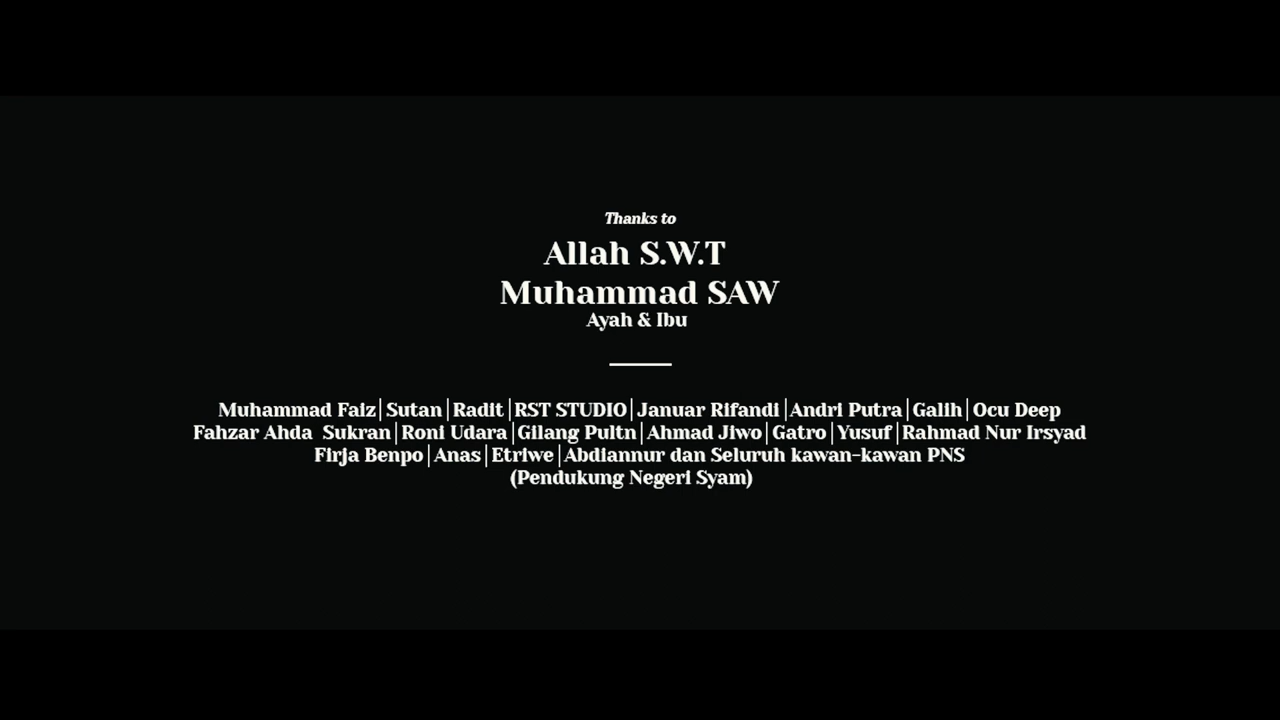 Thanks to
Allah S.W.T
Muhammad SAW
Ayah & Ibu
Muhammad Faiz|Sutan|Radit|RST STUDIO|Januar Rifandi|Andri Putra|Galih|Ocu Deep
Fahzar Ahda Sukran|Roni Udara|Gilang Pultn|Ahmad Jiwo|Gatro|Yusuf|Rahmad Nur Irsyad
Firja Benpo|Anas|Etriwe|Abdiannur dan Seluruh kawan-kawan PNS
(Pendukung Negeri Syam)